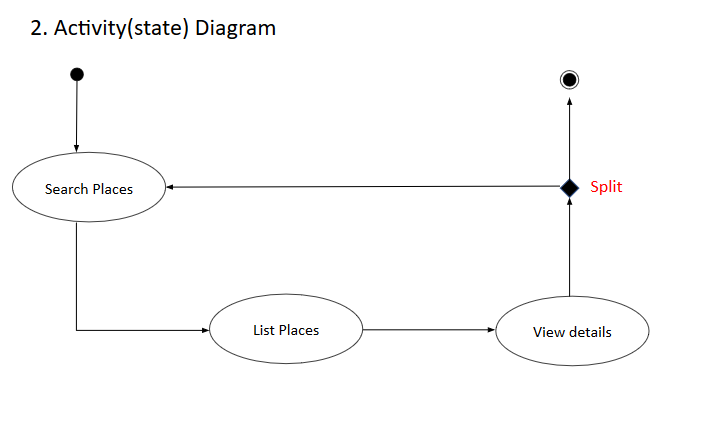 2. Activity(state) Diagram
Search Places
Split
List Places
View details